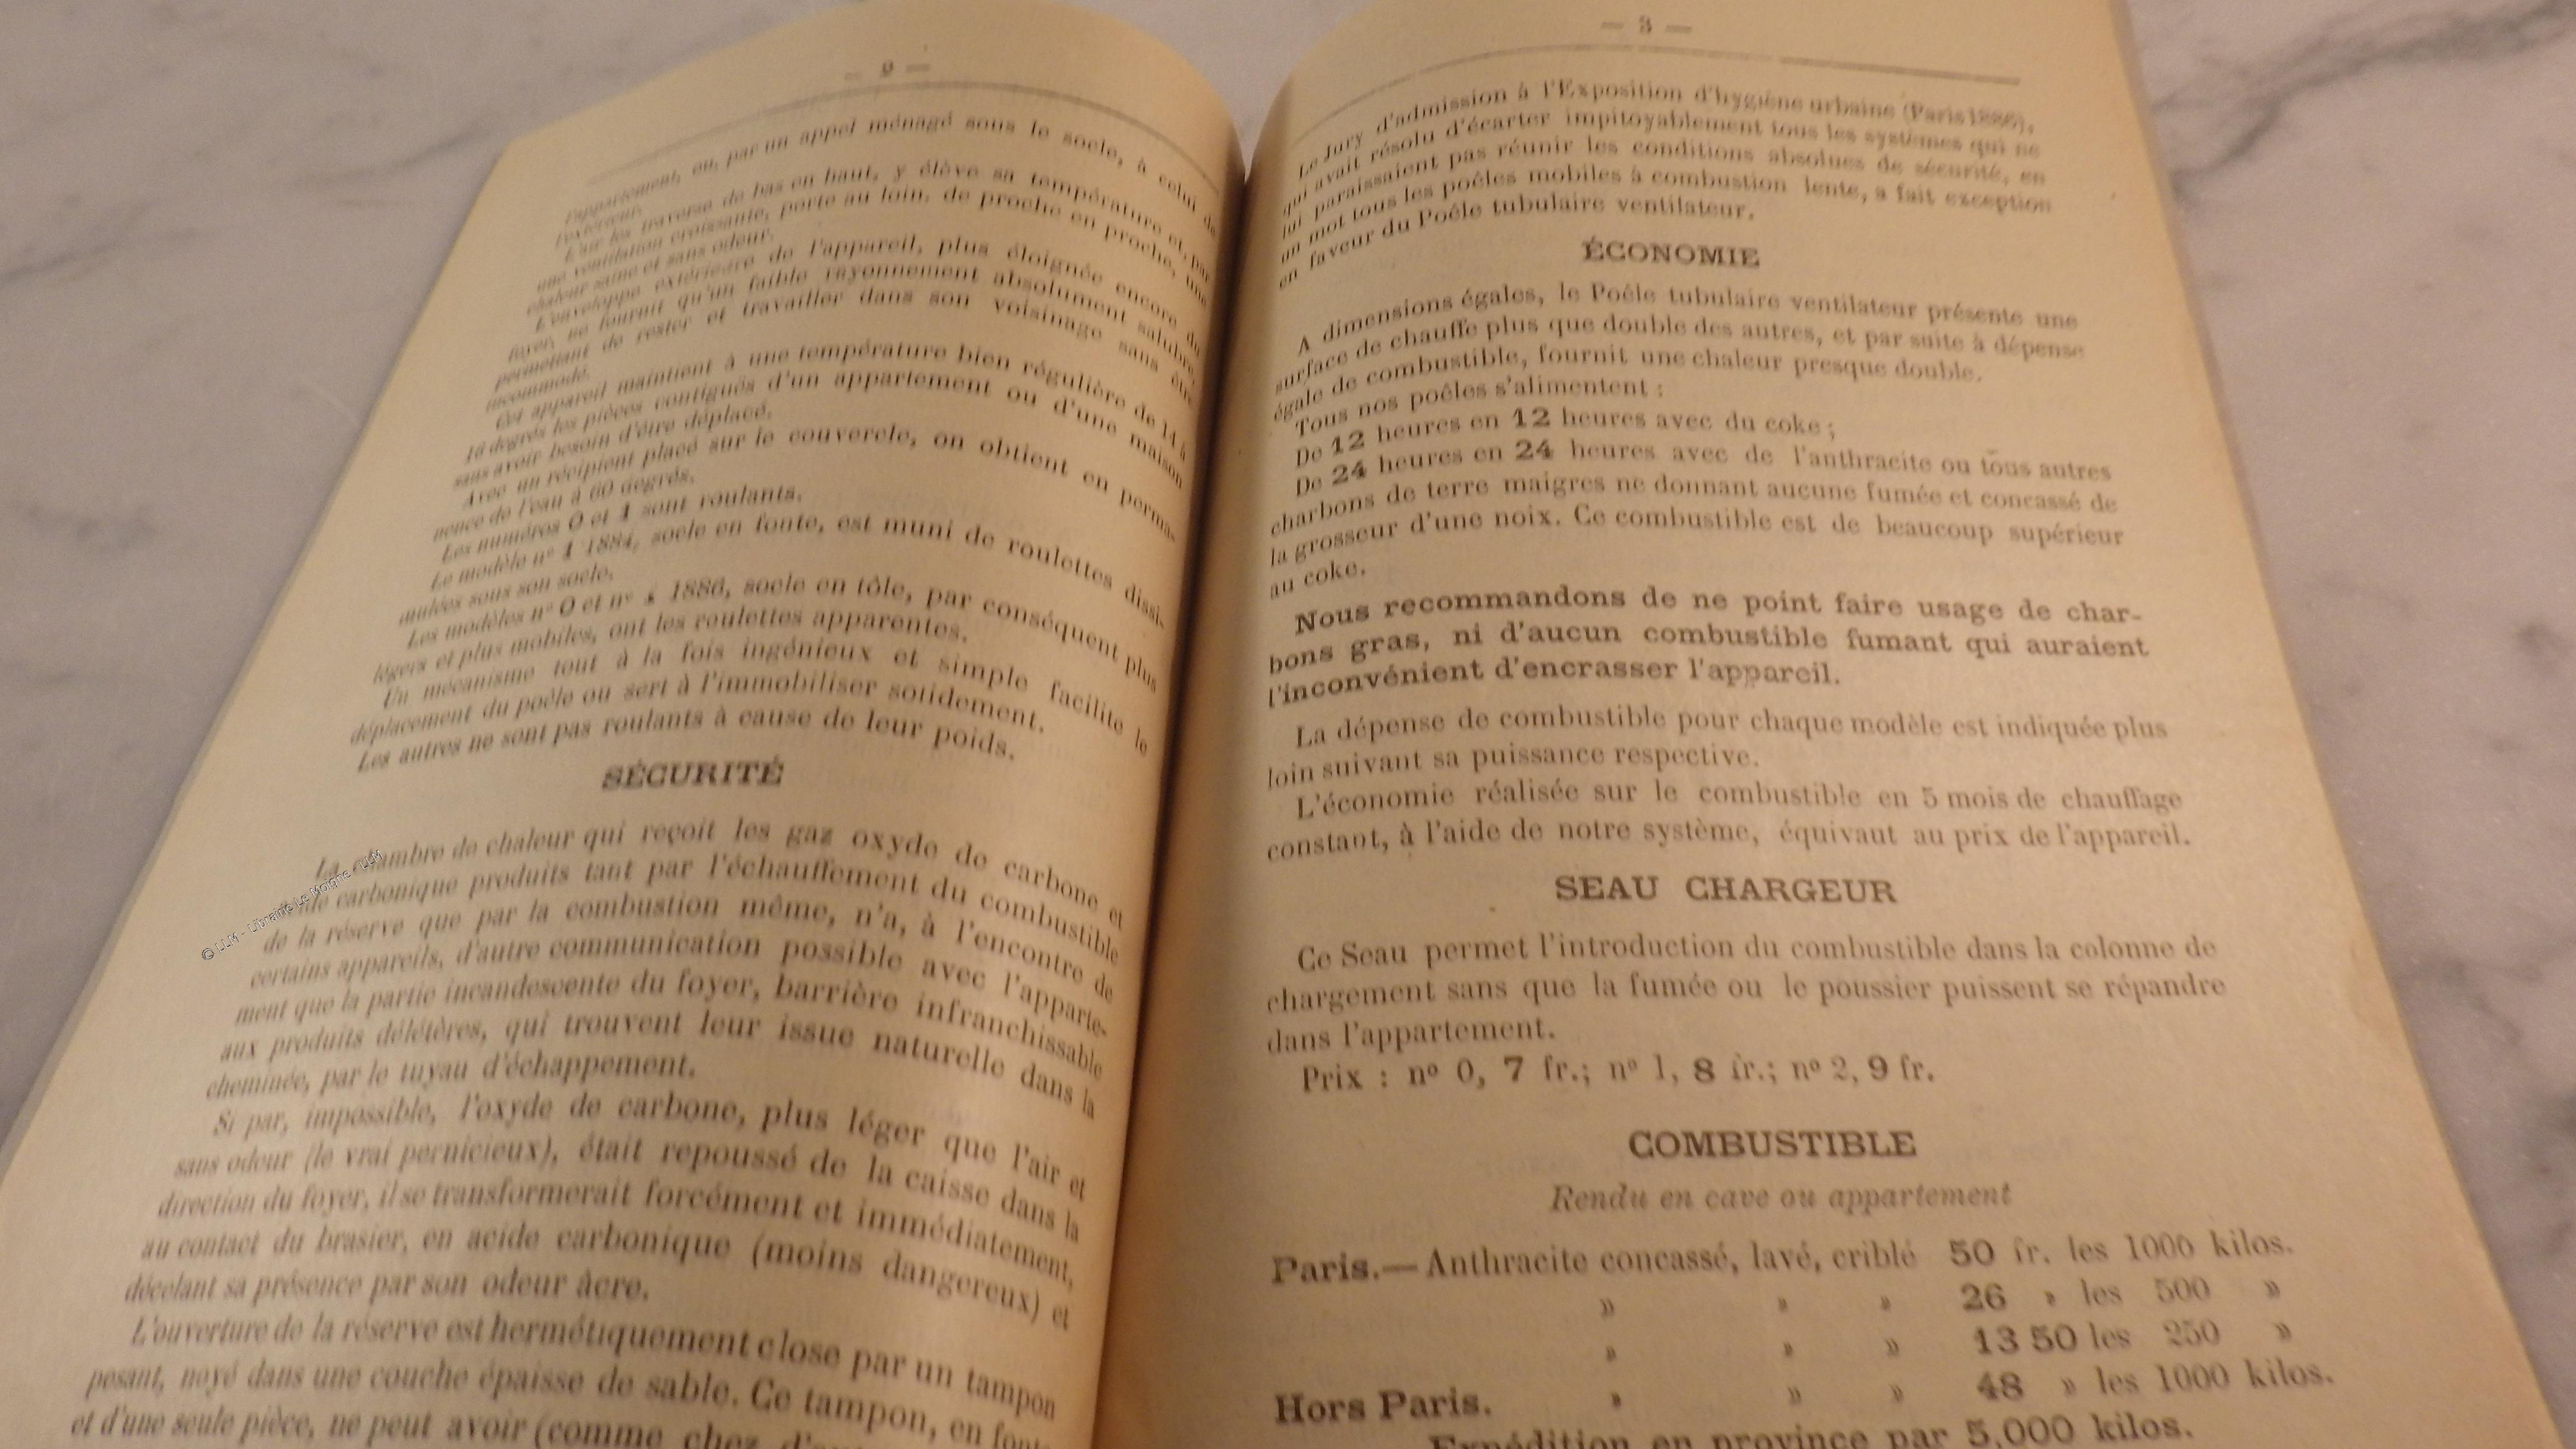 — 2 —
l'appartement, ou, par un appel ménagé sous le socle, à celui de
l'extérieur.
L'air les traverse de bas en haut, y élève sa température et, par
une ventilation croissante, porte au loin, de proche en proche, une
chaleur saine et sans odeur.
L'enveloppe extérieure de l'appareil, plus éloignée encore du
foyer, ne fournit qu'un faible rayonnement absolument salubre,
permettant de rester et travailler dans son voisinage sans être
incommodé.
Cet appareil maintient à une température bien régulière de 14 à
16 degrés les pièces contiguës d'un appartement ou d'une maison
sans avoir besoin d'être déplacé.
Avec un récipient placé sur le couvercle, on obtient en perma-
nence de l'eau à 60 degrés.
Les numéros 0 et 1 sont roulants.
Le modèle nº 1 1884, socle en fonte, est muni de roulettes dissi-
mulées sous son socle.
Les modèles nº 0 et nº 1 1886, socle en tôle, par conséquent plus
légers et plus mobiles, ont les roulettes apparentes.
Un mécanisme tout à la fois ingénieux et simple facilite le
déplacement du poêle ou sert à l'immobiliser solidement.
Les autres ne sont pas roulants à cause de leur poids.
SÉCURITÉ
La chambre de chaleur qui reçoit les gaz oxyde de carbone et
acide carbonique produits tant par l'échauffement du combustible
de la réserve que par la combustion même, n'a, à l'encontre de
certains appareils, d'autre communication possible avec l'apparte-
ment que la partie incandescente du foyer, barrière infranchissable
aux produits délétères, qui trouvent leur issue naturelle dans la
cheminée, par le tuyau d'échappement.
Si par, impossible, l'oxyde de carbone, plus léger que l'air et
sans odeur (le vrai pernicieux), était repoussé de la caisse dans la
direction du foyer, il se transformerait forcément et immédiatement,
au contact du brasier, en acide carbonique (moins dangereux) et
décelant sa présence par son odeur âcre.
L'ouverture de la réserve est hermétiquement close par un tampon
pesant, noyé dans une couche épaisse de sable. Ce tampon, en fonte
et d'une seule pièce, ne peut avoir (comme chez
© LLM - Librairie Le Moigne - LLM
— 3 —
Le Jury d'admission à l'Exposition d'hygiène urbaine (Paris 1886),
qui avait résolu d'écarter impitoyablement tous les systèmes qui ne
lui paraissaient pas réunir les conditions absolues de sécurité, en
un mot tous les poêles mobiles à combustion lente, a fait exception
en faveur du Poêle tubulaire ventilateur.
ÉCONOMIE
A dimensions égales, le Poêle tubulaire ventilateur présente une
surface de chauffe plus que double des autres, et par suite à dépense
égale de combustible, fournit une chaleur presque double.
Tous nos poêles s'alimentent :
De 12 heures en 12 heures avec du coke ;
De 24 heures en 24 heures avec de l'anthracite ou tous autres
charbons de terre maigres ne donnant aucune fumée et concassé de
la grosseur d'une noix. Ce combustible est de beaucoup supérieur
au coke.
Nous recommandons de ne point faire usage de char-
bons gras, ni d'aucun combustible fumant qui auraient
l'inconvénient d'encrasser l'appareil.
La dépense de combustible pour chaque modèle est indiquée plus
loin suivant sa puissance respective.
L'économie réalisée sur le combustible en 5 mois de chauffage
constant, à l'aide de notre système, équivaut au prix de l'appareil.
SEAU CHARGEUR
Ce Seau permet l'introduction du combustible dans la colonne de
chargement sans que la fumée ou le poussier puissent se répandre
dans l'appartement.
Prix : nº 0, 7 fr.; nº 1, 8 fr.; nº 2, 9 fr.
COMBUSTIBLE
Rendu en cave ou appartement
Paris.— Anthracite concassé, lavé, criblé 50 fr. les 1000 kilos.
» » » 26 » les 500 »
» » » 13 50 les 250 »
Hors Paris. » » » 48 » les 1000 kilos.
Expédition en province par 5,000 kilos.